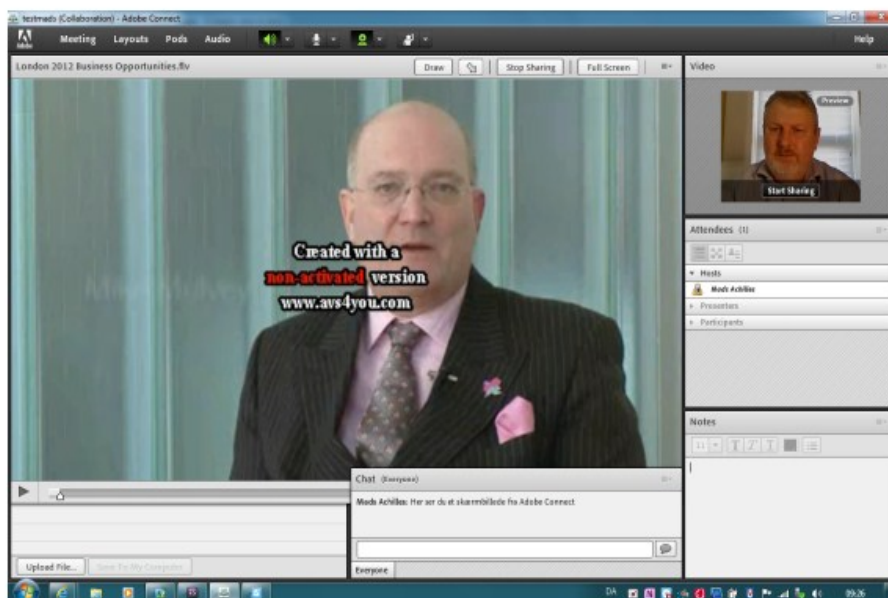 testmads (Collaboration) - Adobe Connect
Adobe
Meeting Layouts Pods Audio
Help
London 2012 Business Opportunities.flv
Draw
Stop Sharing
Full Screen
Video
Preview
Start Sharing
Created with a
non-activated version
www.avs4you.com
Attendees (1)
Hosts
Mads Achilles
Presenters
Participants
Notes
11
Chat (Everyone)
Mads Achilles: Her ser du et skærmbillede fra Adobe Connect
Everyone
Upload File...
Save To My Computer
DA
09:26